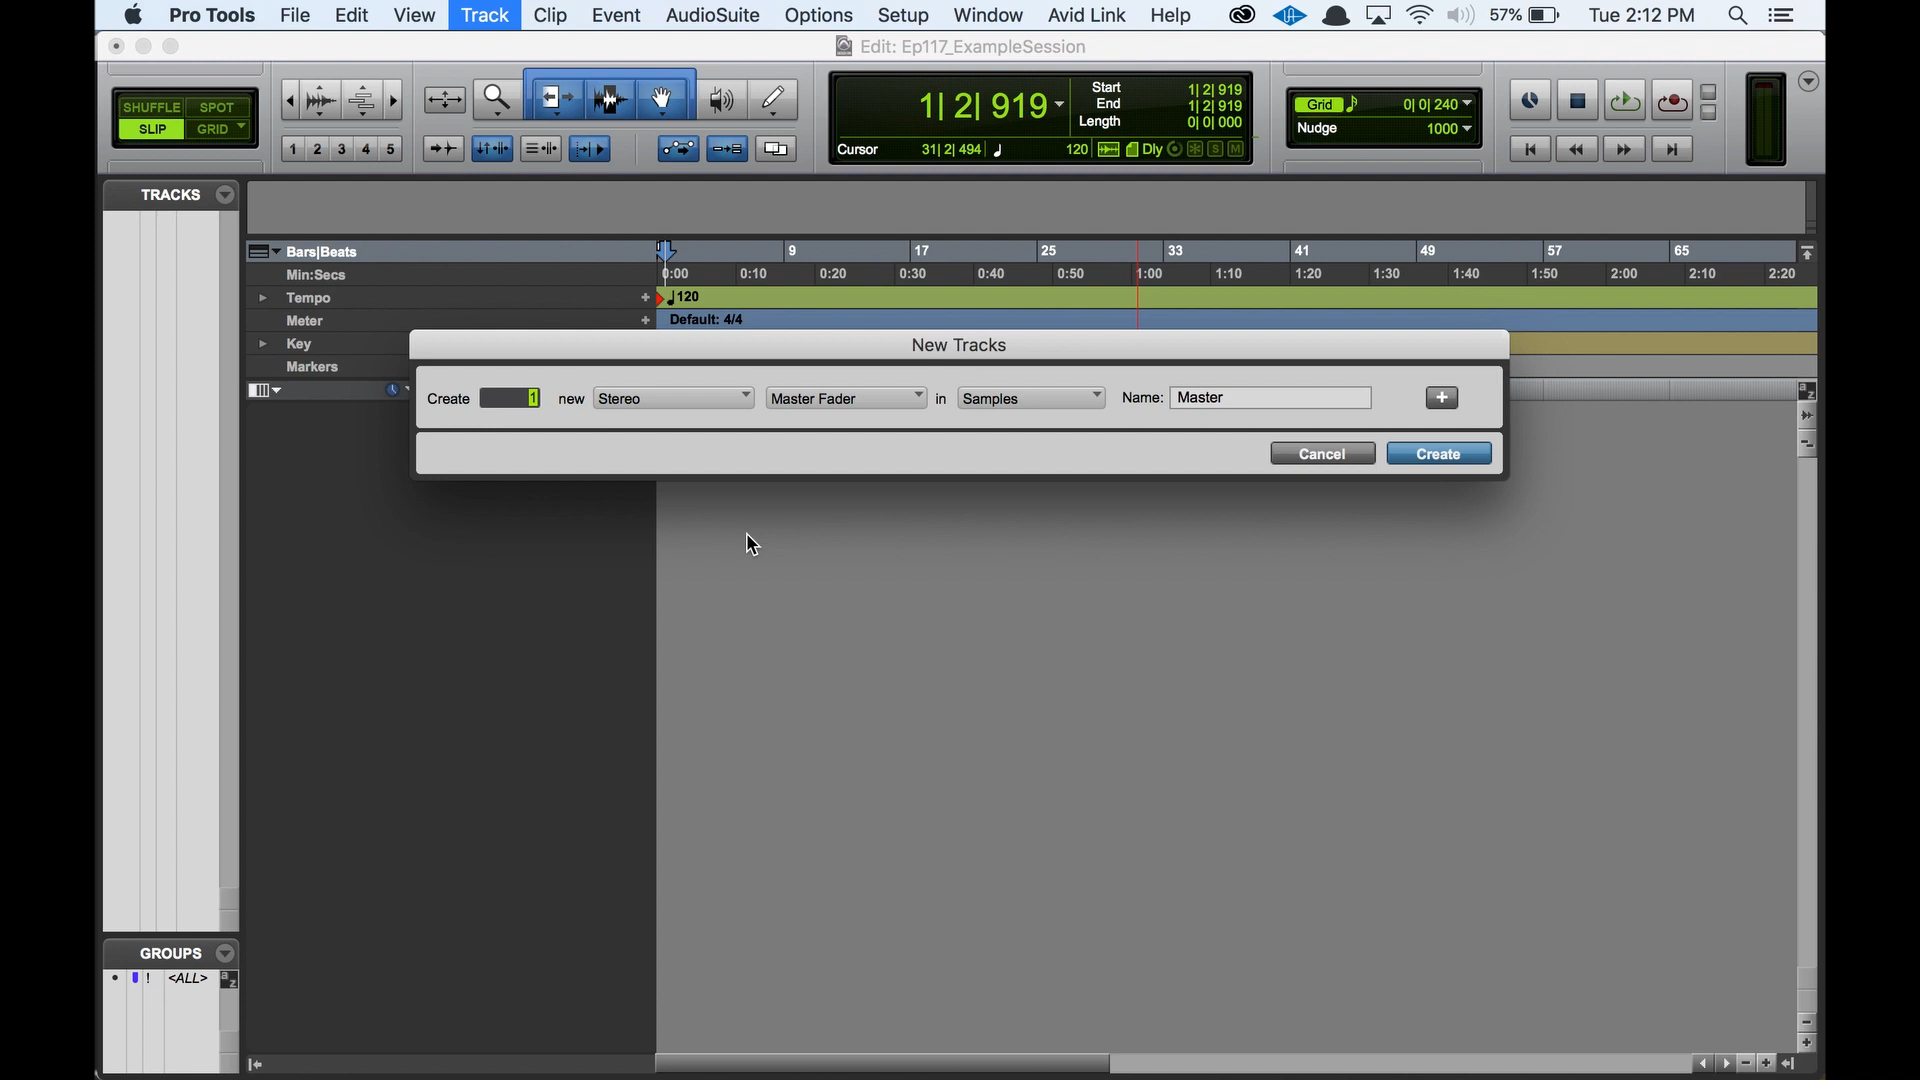 Pro Tools File Edit View Track Clip Event AudioSuite Options Setup Window Avid Link Help 57% Tue 2:12 PM
Edit: Ep117_ExampleSession
SHUFFLE SPOT
SLIP GRID
1 2 3 4 5
1| 2| 919
Start 1| 2| 919
End 1| 2| 919
Length 0| 0| 000
Cursor 31| 2| 494 120 Dly S M
Grid 0| 0| 240
Nudge 1000
TRACKS
Bars|Beats 9 17 25 33 41 49 57 65
Min:Secs 0:00 0:10 0:20 0:30 0:40 0:50 1:00 1:10 1:20 1:30 1:40 1:50 2:00 2:10 2:20
Tempo + 120
Meter + Default: 4/4
Key
Markers
New Tracks
Create 1 new Stereo Master Fader in Samples Name: Master +
Cancel Create
a z
GROUPS
! <ALL> a z